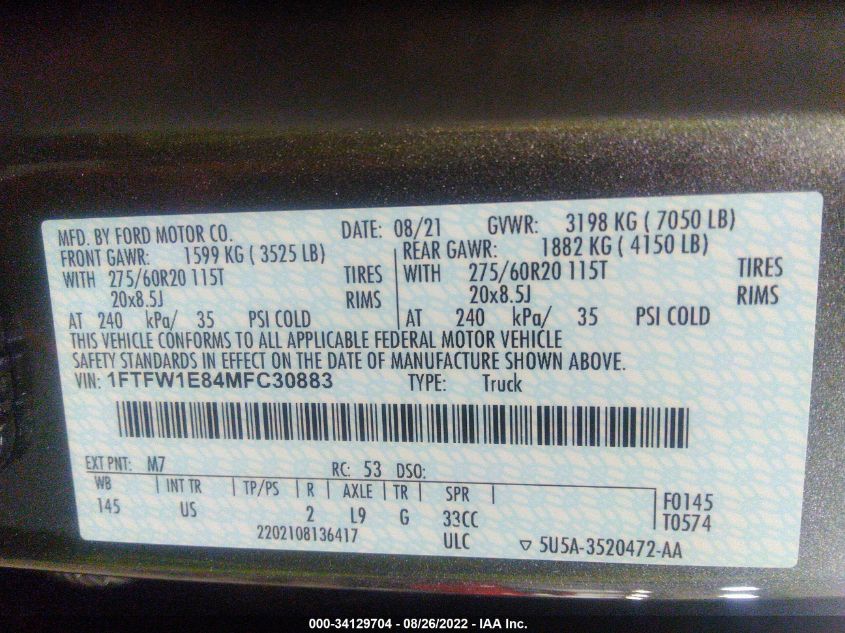 MFD. BY FORD MOTOR CO. DATE: 08/21 GVWR: 3198 KG ( 7050 LB)
FRONT GAWR: 1599 KG ( 3525 LB) REAR GAWR: 1882 KG ( 4150 LB)
WITH 275/60R20 115T TIRES WITH 275/60R20 115T TIRES
20x8.5J RIMS 20x8.5J RIMS
AT 240 kPa/ 35 PSI COLD AT 240 kPa/ 35 PSI COLD
THIS VEHICLE CONFORMS TO ALL APPLICABLE FEDERAL MOTOR VEHICLE
SAFETY STANDARDS IN EFFECT ON THE DATE OF MANUFACTURE SHOWN ABOVE.
VIN: 1FTFW1E84MFC30883 TYPE: Truck
EXT PNT: M7 RC: 53 DSO:
WB INT TR TP/PS R AXLE TR SPR F0145
145 US 2 L9 G 33CC T0574
2202108136417 ULC ▽ 5U5A-3520472-AA
000-34129704 - 08/26/2022 - IAA Inc.